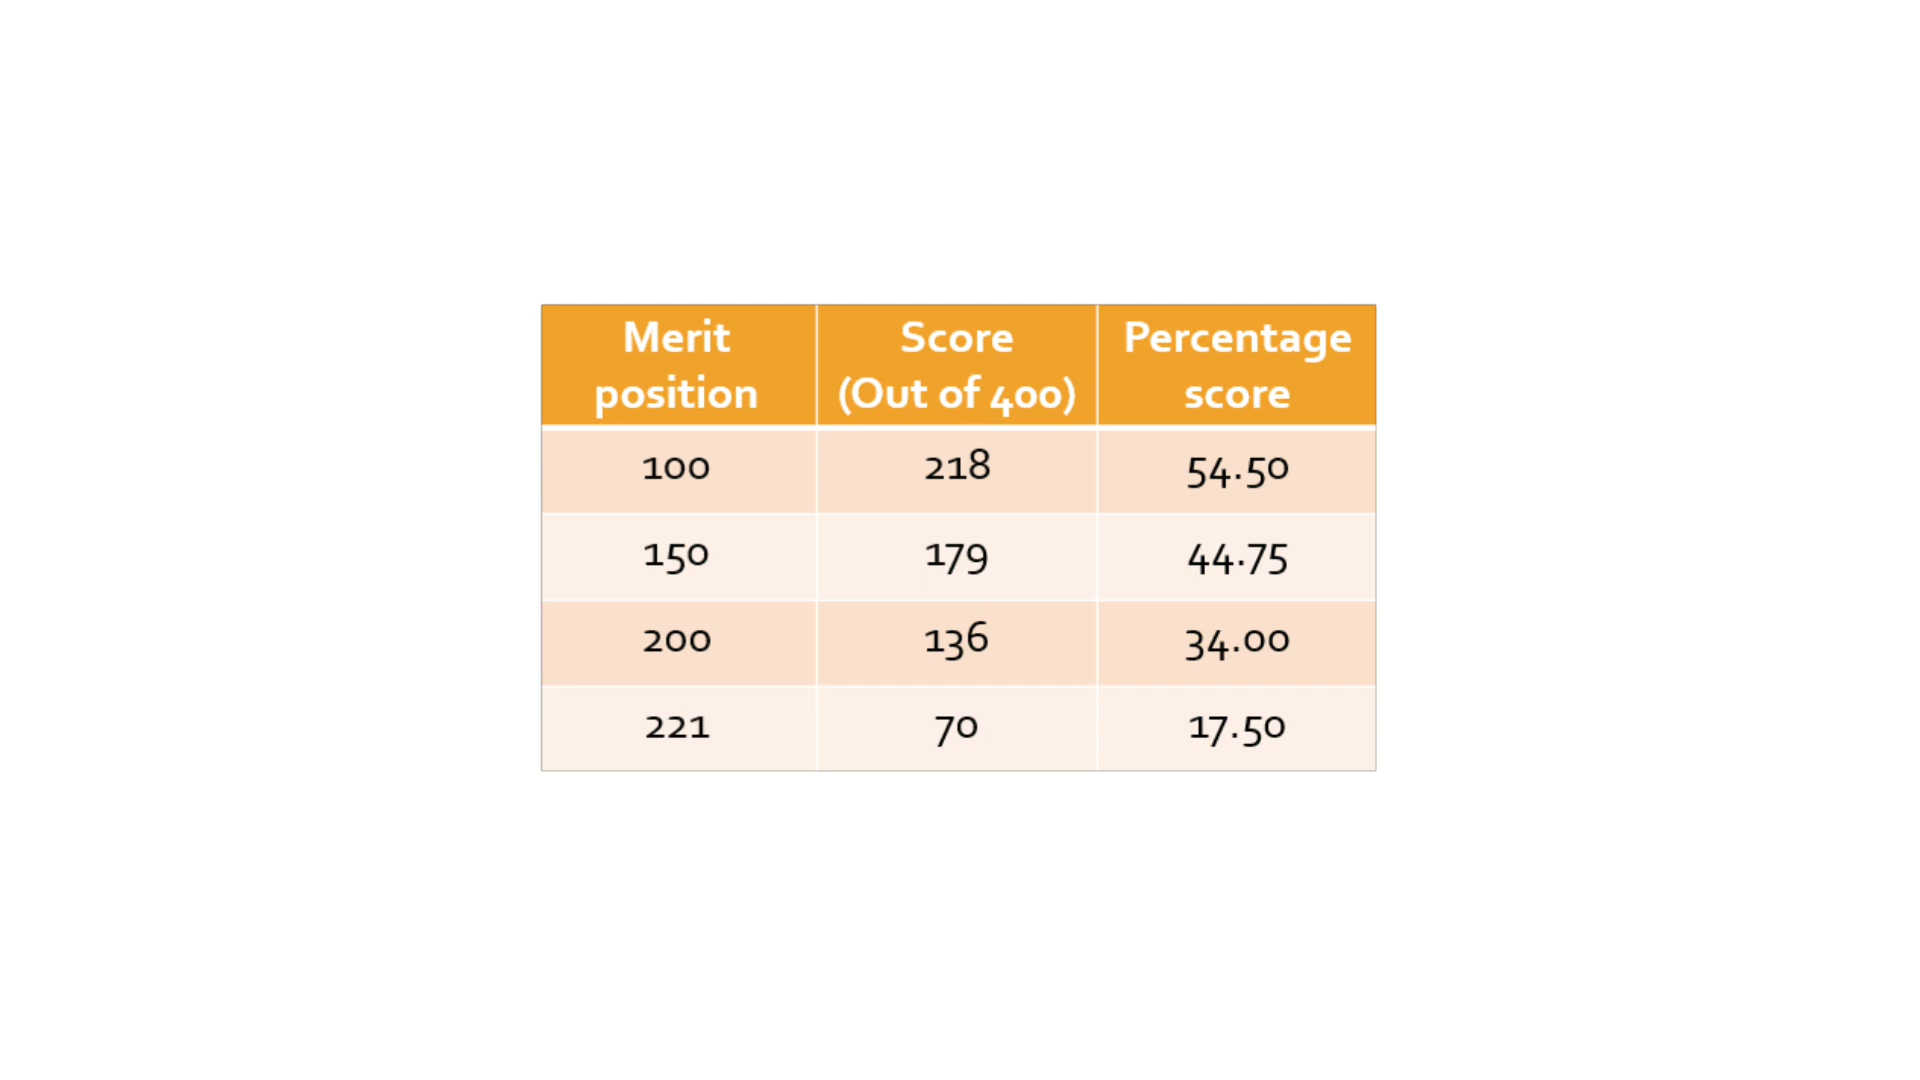 Merit position Score (Out of 400) Percentage score
100 218 54.50
150 179 44.75
200 136 34.00
221 70 17.50